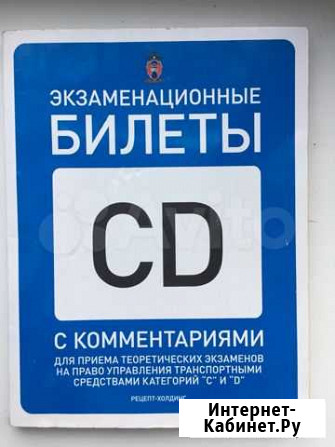 ЭКЗАМЕНАЦИОННЫЕ
БИЛЕТЫ
CD
С КОММЕНТАРИЯМИ
ДЛЯ ПРИЕМА ТЕОРЕТИЧЕСКИХ ЭКЗАМЕНОВ
НА ПРАВО УПРАВЛЕНИЯ ТРАНСПОРТНЫМИ
СРЕДСТВАМИ КАТЕГОРИЙ "C" И "D"
РЕЦЕПТ-ХОЛДИНГ
Avito
Интернет-
Кабинет.Ру